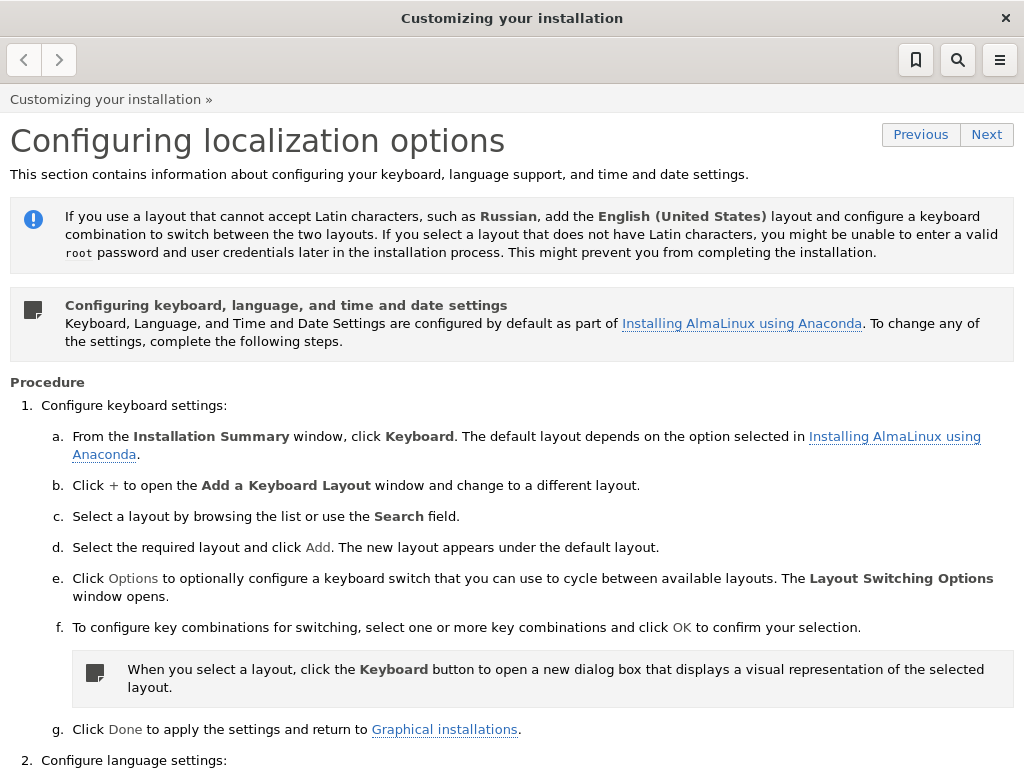 Customizing your installation
Customizing your installation »
Configuring localization options
Previous
Next
This section contains information about configuring your keyboard, language support, and time and date settings.
If you use a layout that cannot accept Latin characters, such as Russian, add the English (United States) layout and configure a keyboard
combination to switch between the two layouts. If you select a layout that does not have Latin characters, you might be unable to enter a valid
root password and user credentials later in the installation process. This might prevent you from completing the installation.
Configuring keyboard, language, and time and date settings
Keyboard, Language, and Time and Date Settings are configured by default as part of Installing AlmaLinux using Anaconda. To change any of
the settings, complete the following steps.
Procedure
1. Configure keyboard settings:
a. From the Installation Summary window, click Keyboard. The default layout depends on the option selected in Installing AlmaLinux using
Anaconda.
b. Click + to open the Add a Keyboard Layout window and change to a different layout.
c. Select a layout by browsing the list or use the Search field.
d. Select the required layout and click Add. The new layout appears under the default layout.
e. Click Options to optionally configure a keyboard switch that you can use to cycle between available layouts. The Layout Switching Options
window opens.
f. To configure key combinations for switching, select one or more key combinations and click OK to confirm your selection.
When you select a layout, click the Keyboard button to open a new dialog box that displays a visual representation of the selected
layout.
g. Click Done to apply the settings and return to Graphical installations.
2. Configure language settings: